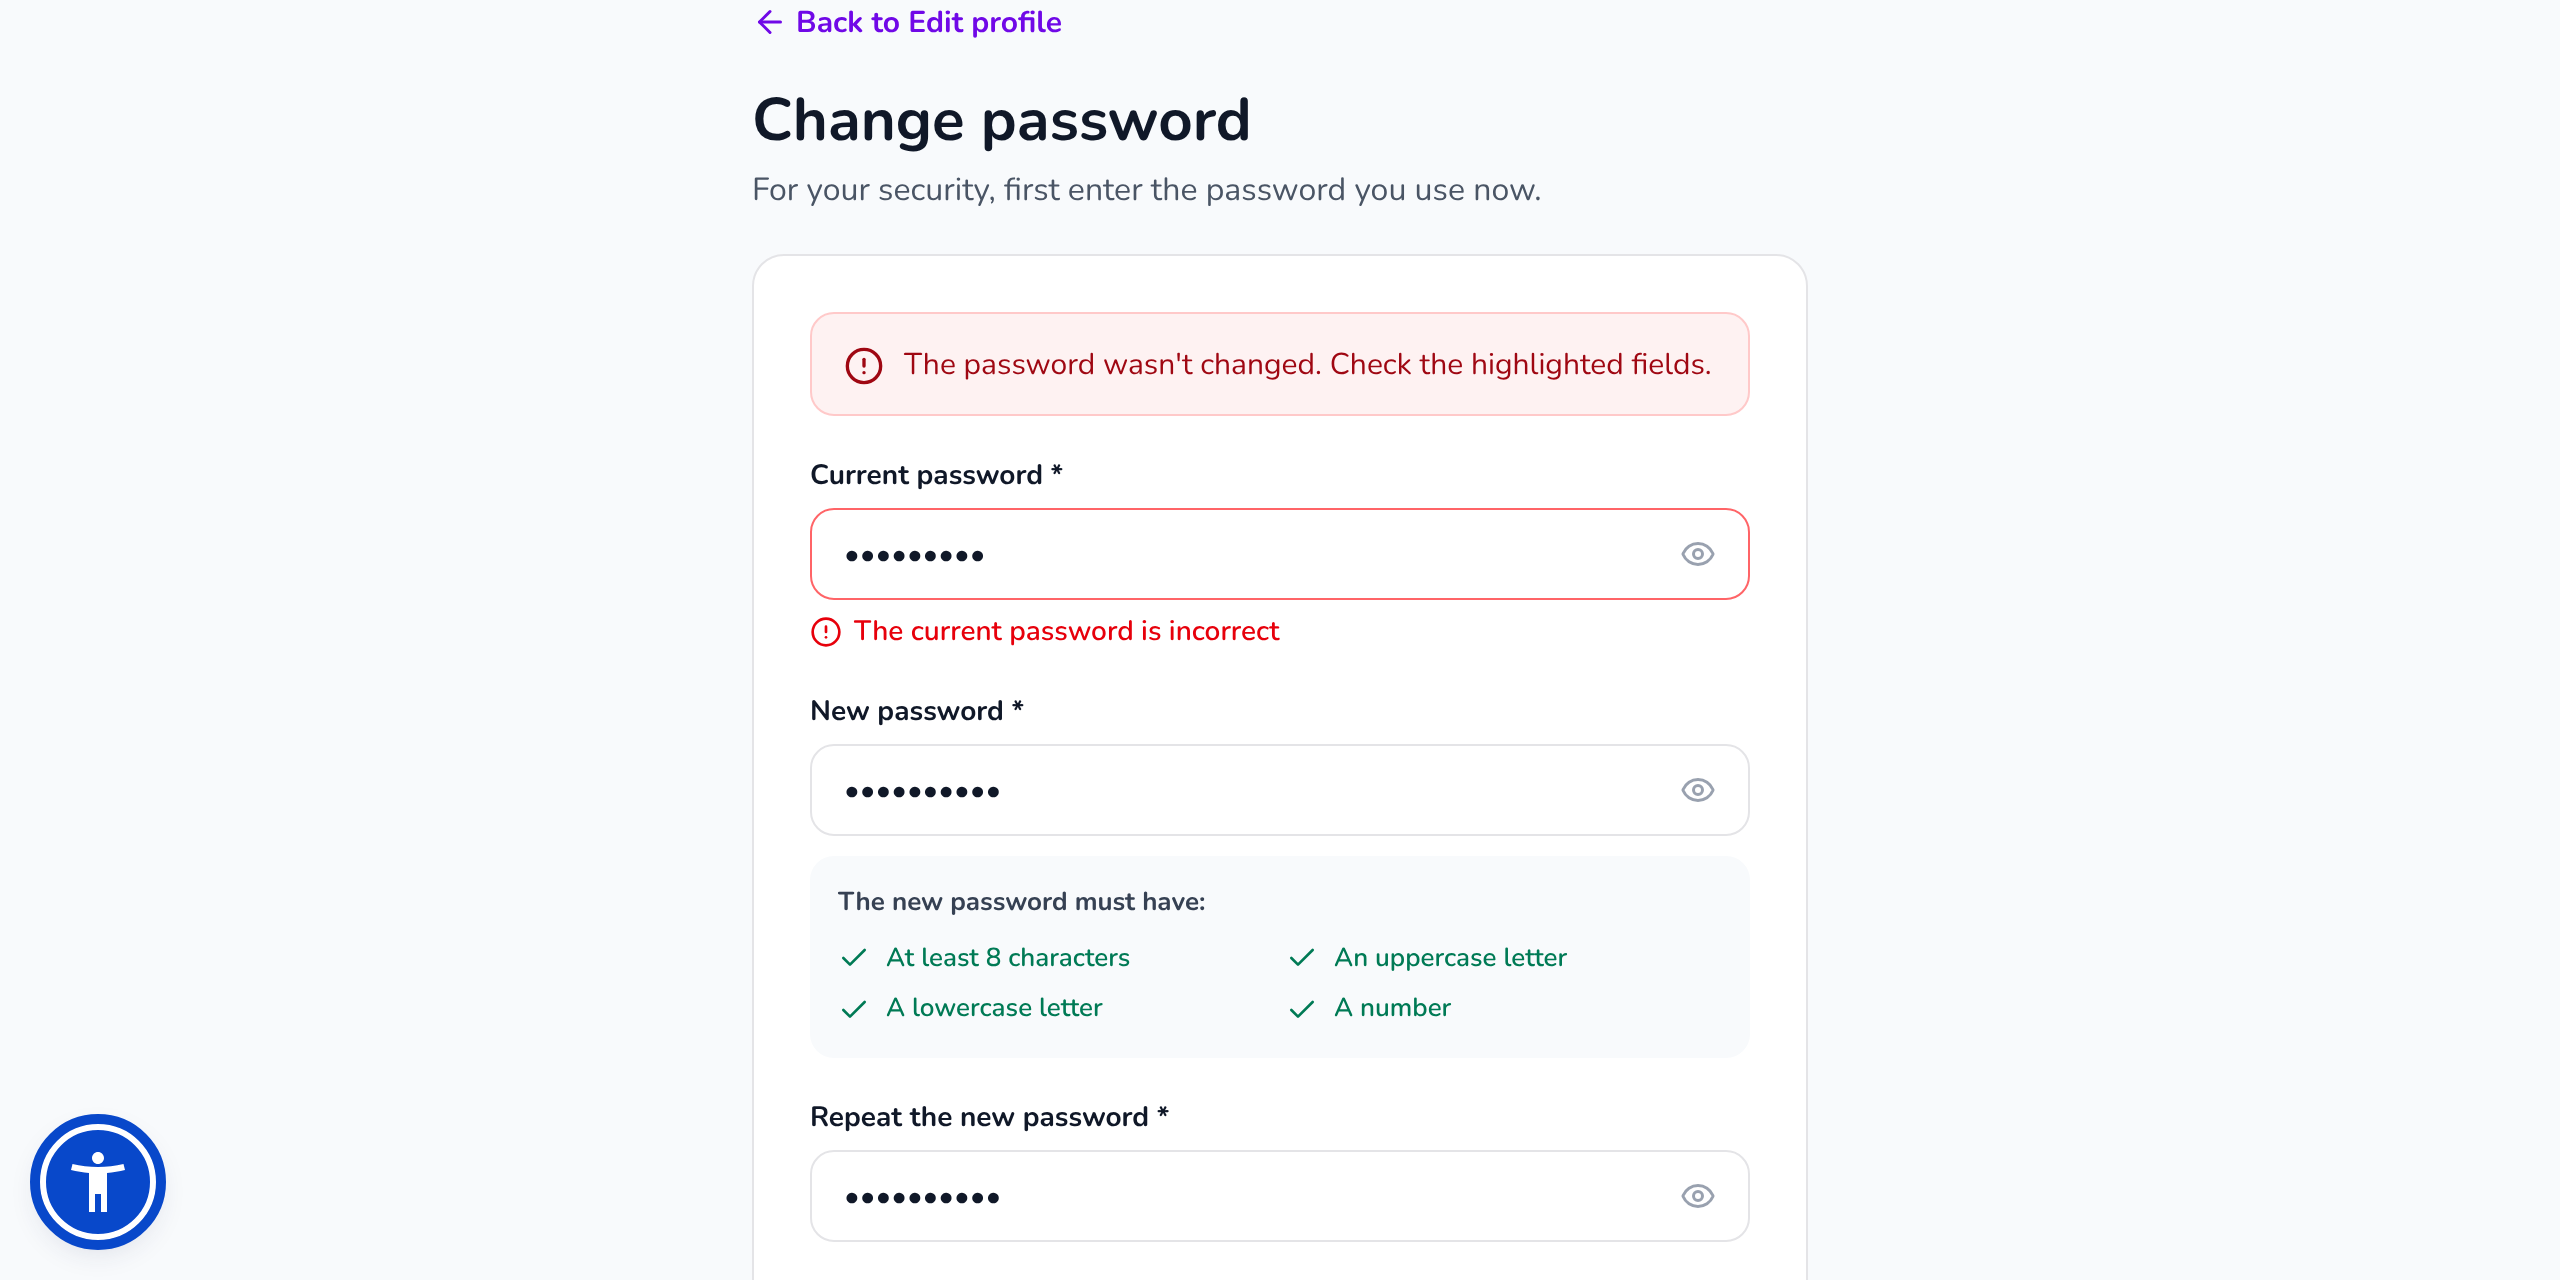 Back to Edit profile
Change password
For your security, first enter the password you use now.
The password wasn't changed. Check the highlighted fields.
Current password *
•••••••••
The current password is incorrect
New password *
••••••••••
The new password must have:
At least 8 characters
An uppercase letter
A lowercase letter
A number
Repeat the new password *
••••••••••